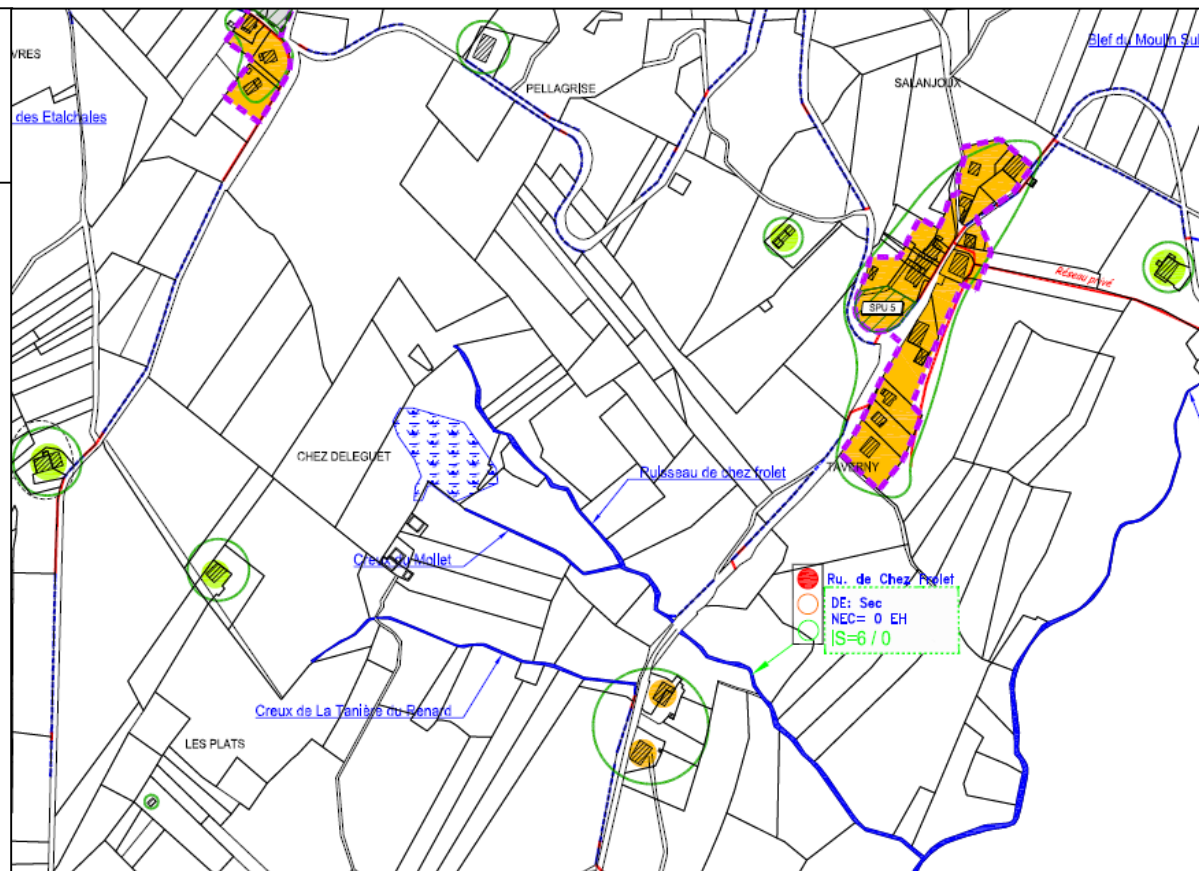 Bief du Moulin Sul
VRES
SALANJOUX
PELLAGRISE
des Etalchales
Réseau privé
SPU 5
CHEZ DELEGUET
TAVERNY
Ruisseau de chez frolet
Creux du Mollet
Ru. de Chez Frolet
DE: Sec
NEC= 0 EH
IS=6 / 0
Creux de La Tanière du Renard
LES PLATS